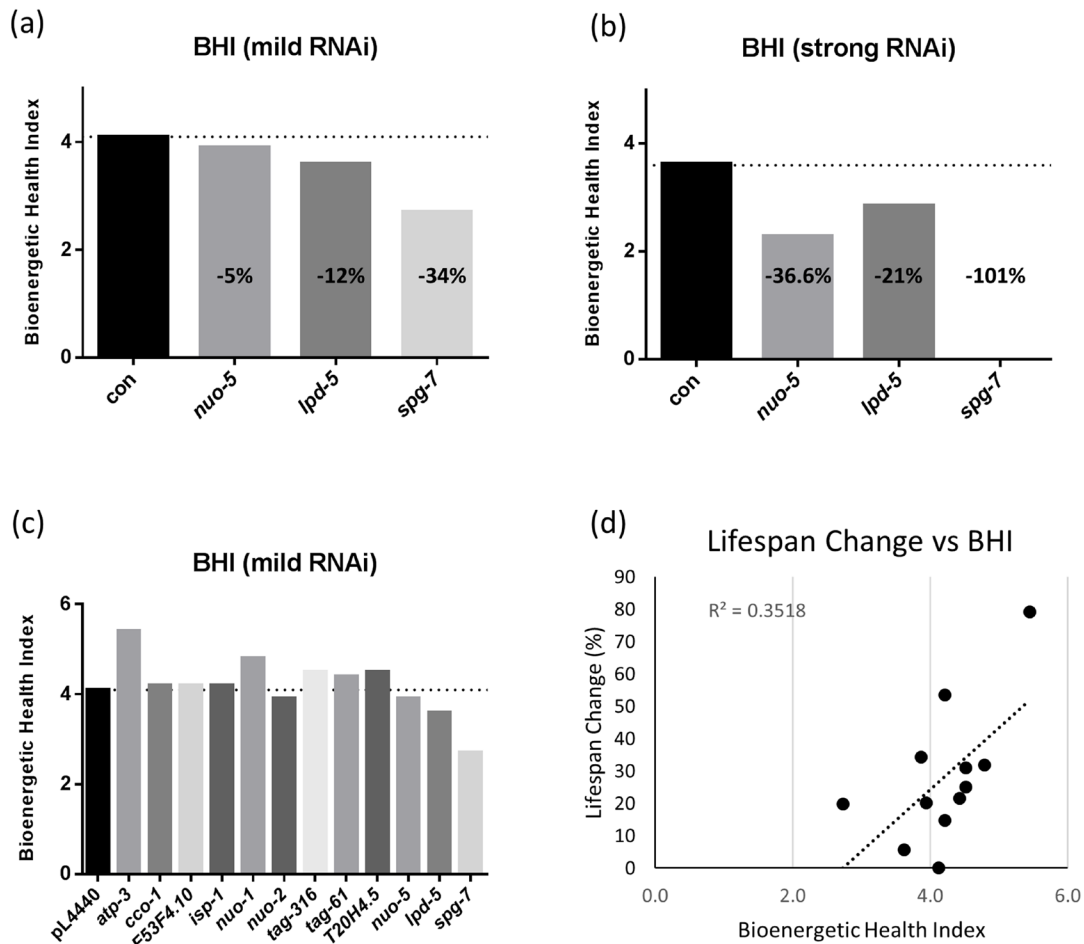 (a)
BHI (mild RNAi)
Bioenergetic Health Index
4
2
0
-5%
-12%
-34%
con
nuo-5
lpd-5
spg-7
(b)
BHI (strong RNAi)
Bioenergetic Health Index
4
2
0
-36.6%
-21%
-101%
con
nuo-5
lpd-5
spg-7
(c)
BHI (mild RNAi)
Bioenergetic Health Index
6
4
2
0
pL4440
atp-3
cco-1
F53F4.10
isp-1
nuo-1
nuo-2
tag-316
tag-61
T20H4.5
nuo-5
lpd-5
spg-7
(d)
Lifespan Change vs BHI
Lifespan Change (%)
90
80
70
60
50
40
30
20
10
0
R² = 0.3518
0.0
2.0
4.0
6.0
Bioenergetic Health Index